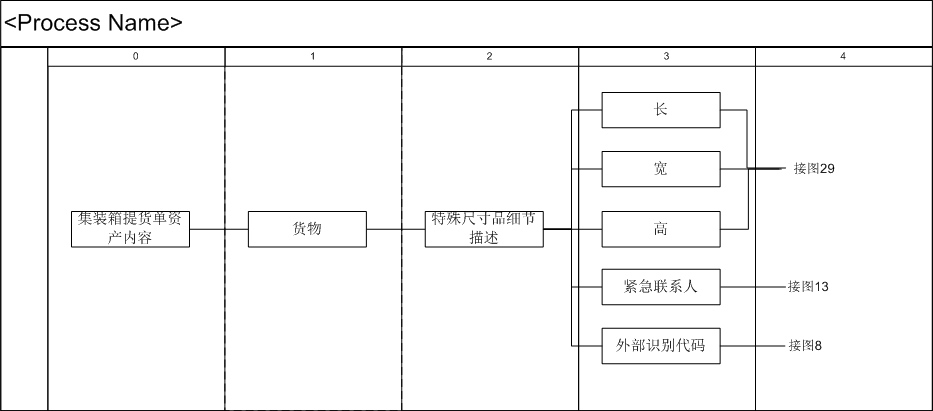 <Process Name>
0
1
2
3
4
长
宽
接图29
集装箱提货单资
产内容
货物
特殊尺寸品细节
描述
高
紧急联系人
接图13
外部识别代码
接图8